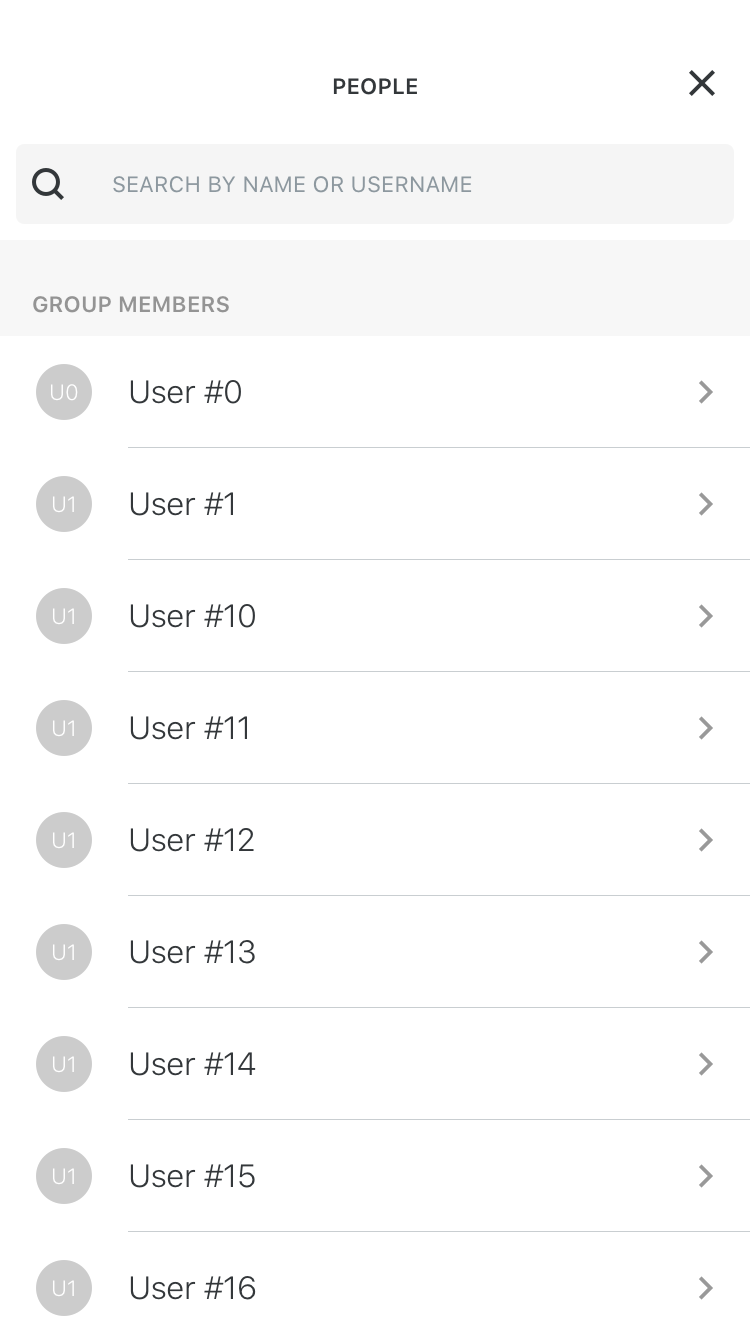 PEOPLE
SEARCH BY NAME OR USERNAME
GROUP MEMBERS
U0 User #0
U1 User #1
U1 User #10
U1 User #11
U1 User #12
U1 User #13
U1 User #14
U1 User #15
U1 User #16